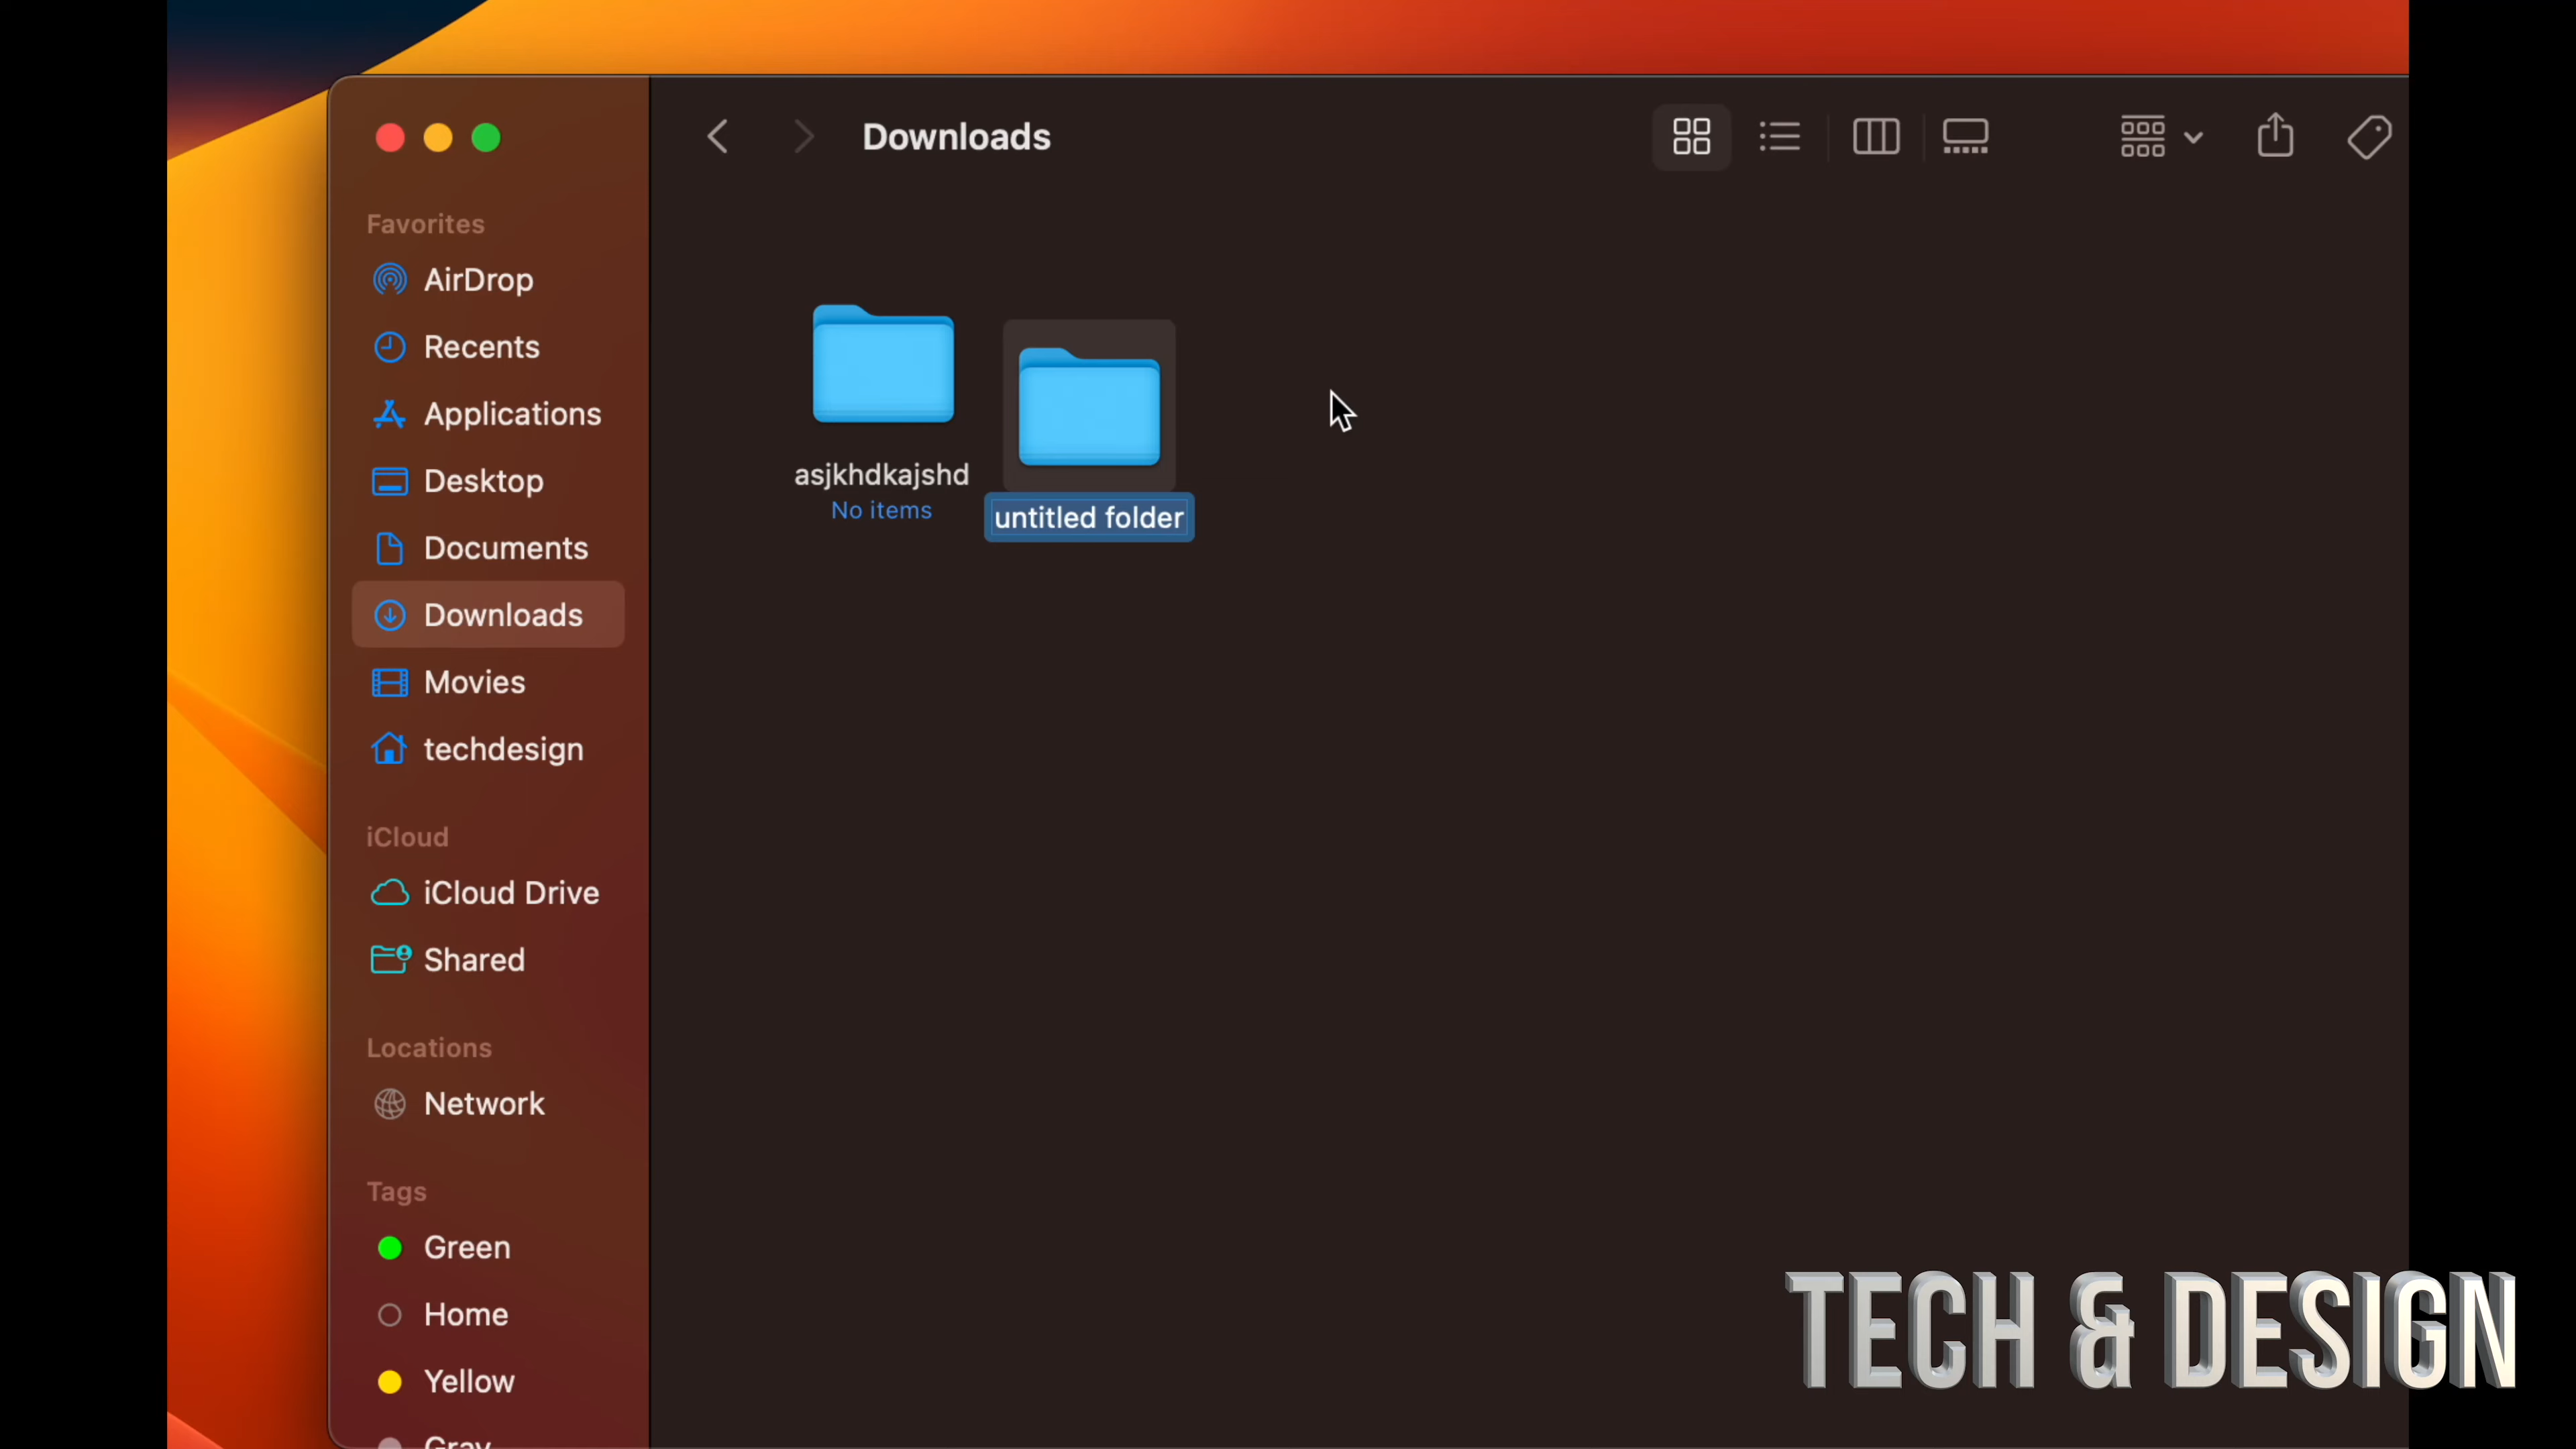 Downloads
Favorites
AirDrop
Recents
Applications
Desktop
Documents
Downloads
Movies
techdesign
iCloud
iCloud Drive
Shared
Locations
Network
Tags
Green
Home
Yellow
Gray
asjkhdkajshd
No items
untitled folder
TECH & DESIGN